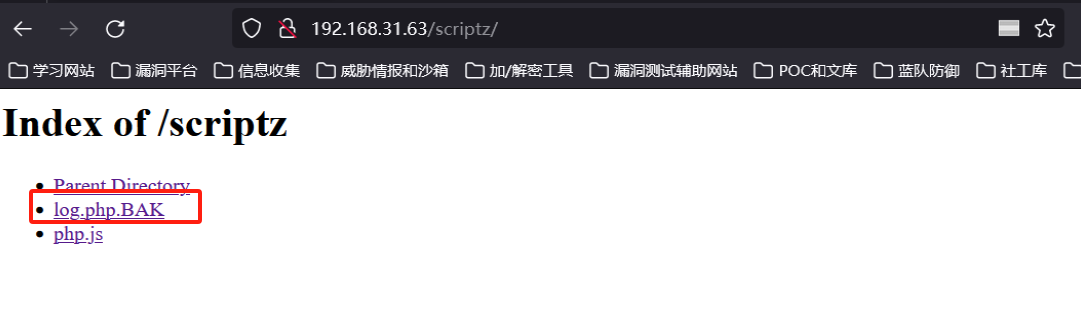 192.168.31.63/scriptz/
学习网站 漏洞平台 信息收集 威胁情报和沙箱 加/解密工具 漏洞测试辅助网站 POC和文库 蓝队防御 社工库
Index of /scriptz
Parent Directory
log.php.BAK
php.js